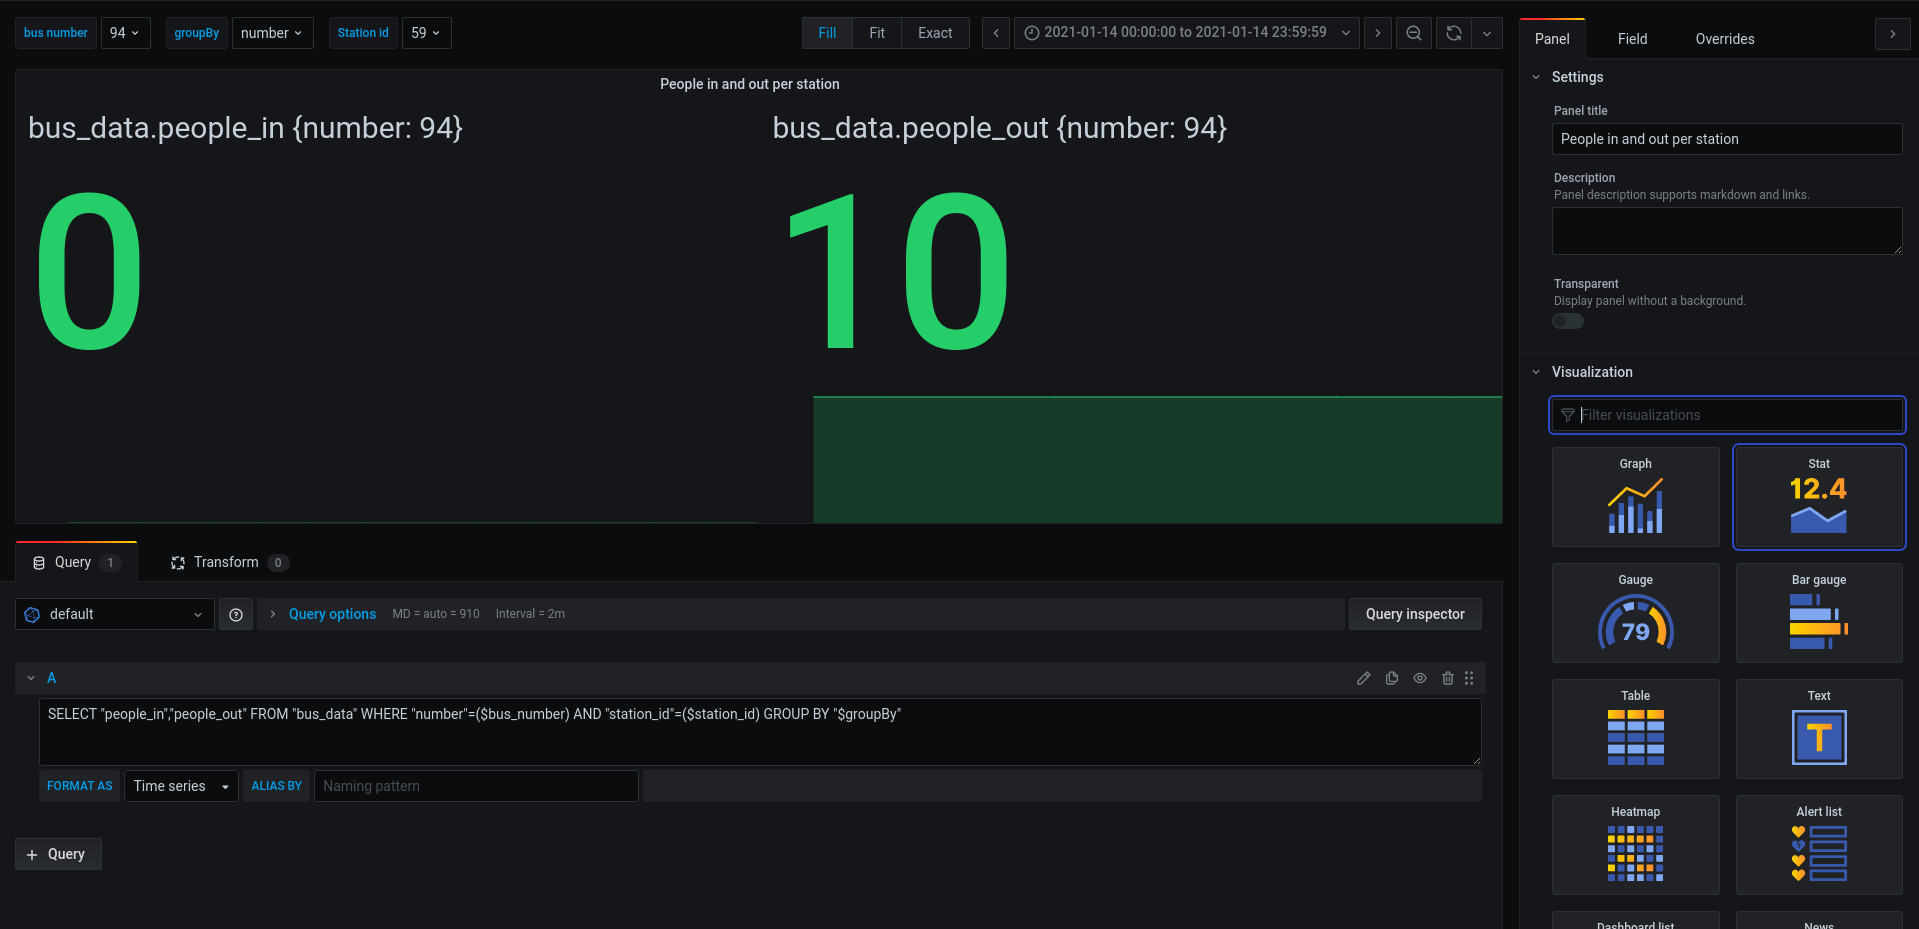 bus number 94 groupBy number Station id 59 Fill Fit Exact 2021-01-14 00:00:00 to 2021-01-14 23:59:59
People in and out per station
bus_data.people_in {number: 94} bus_data.people_out {number: 94}
0 10
Query 1 Transform 0
default Query options MD = auto = 910 Interval = 2m Query inspector
A
SELECT "people_in","people_out" FROM "bus_data" WHERE "number"=($bus_number) AND "station_id"=($station_id) GROUP BY "$groupBy"
FORMAT AS Time series ALIAS BY Naming pattern
+ Query
Panel Field Overrides
Settings
Panel title
People in and out per station
Description
Panel description supports markdown and links.
Transparent
Display panel without a background.
Visualization
Filter visualizations
Graph Stat
12.4
Gauge Bar gauge
79
Table Text
T
Heatmap Alert list
Dashboard list News